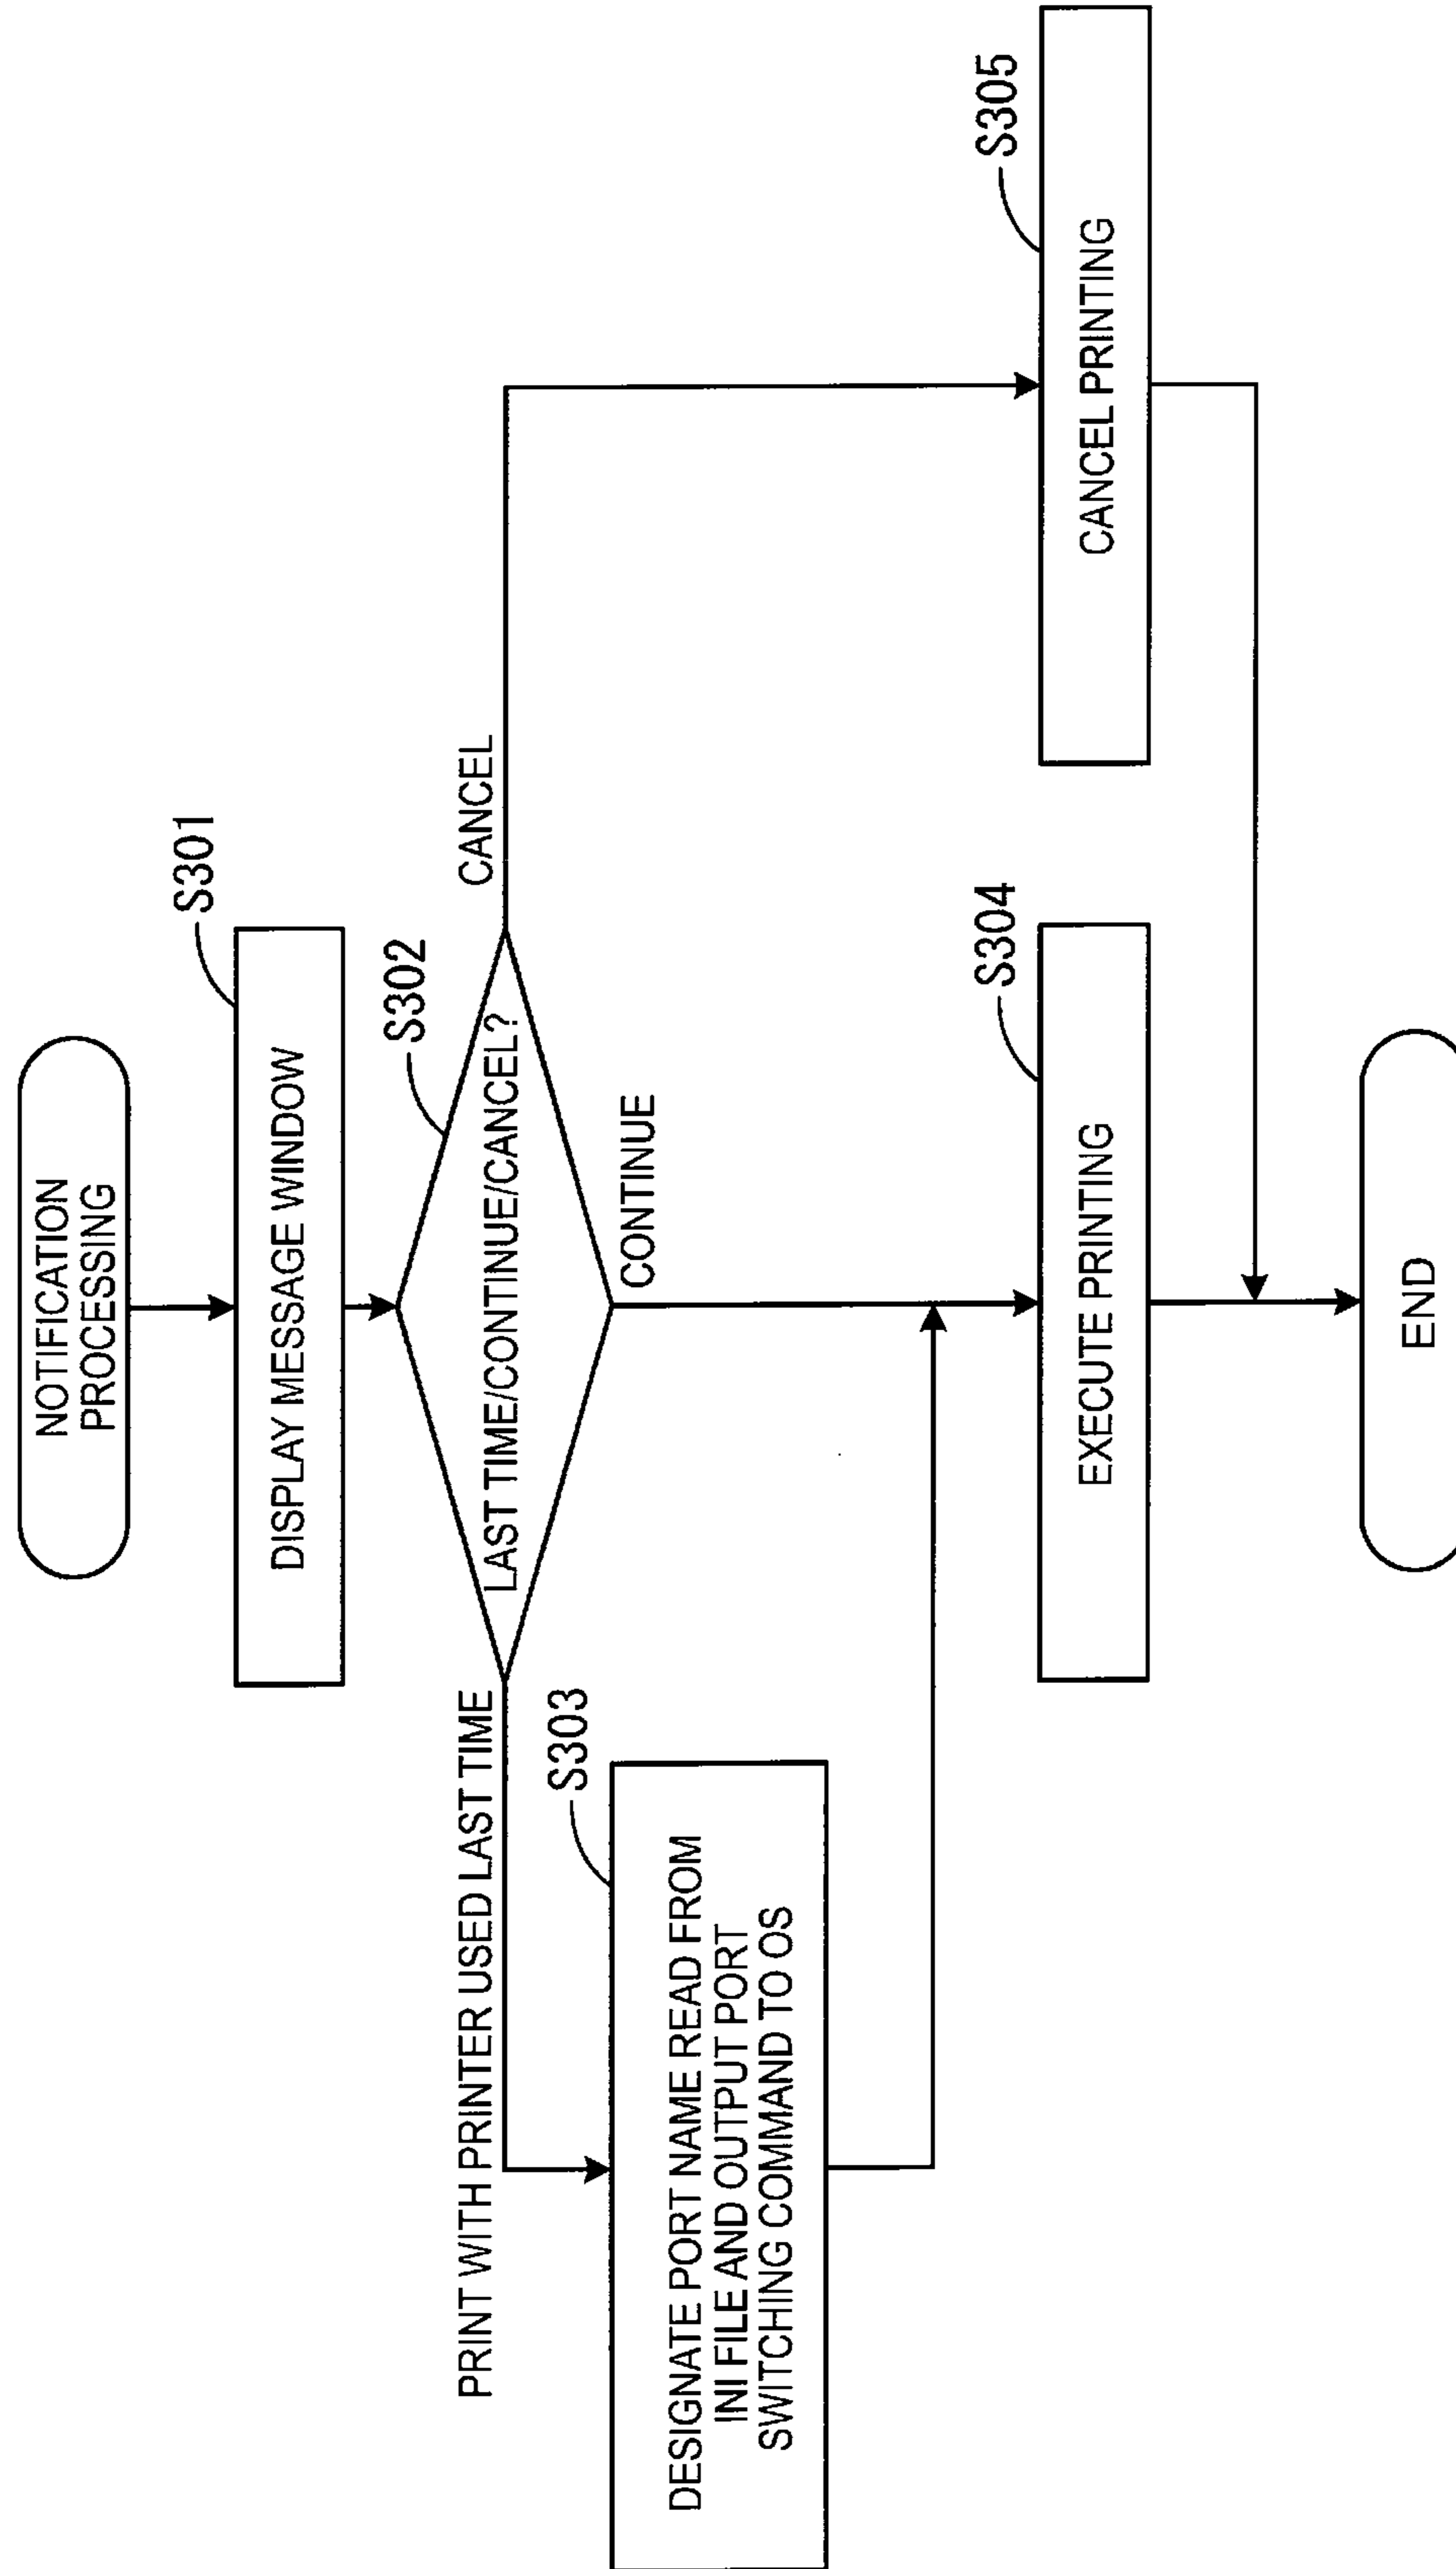 NOTIFICATION
PROCESSING
S301
DISPLAY MESSAGE WINDOW
S302
LAST TIME/CONTINUE/CANCEL?
PRINT WITH PRINTER USED LAST TIME
CANCEL
S303
CONTINUE
DESIGNATE PORT NAME READ FROM
INI FILE AND OUTPUT PORT
SWITCHING COMMAND TO OS
S304
S305
EXECUTE PRINTING
CANCEL PRINTING
END